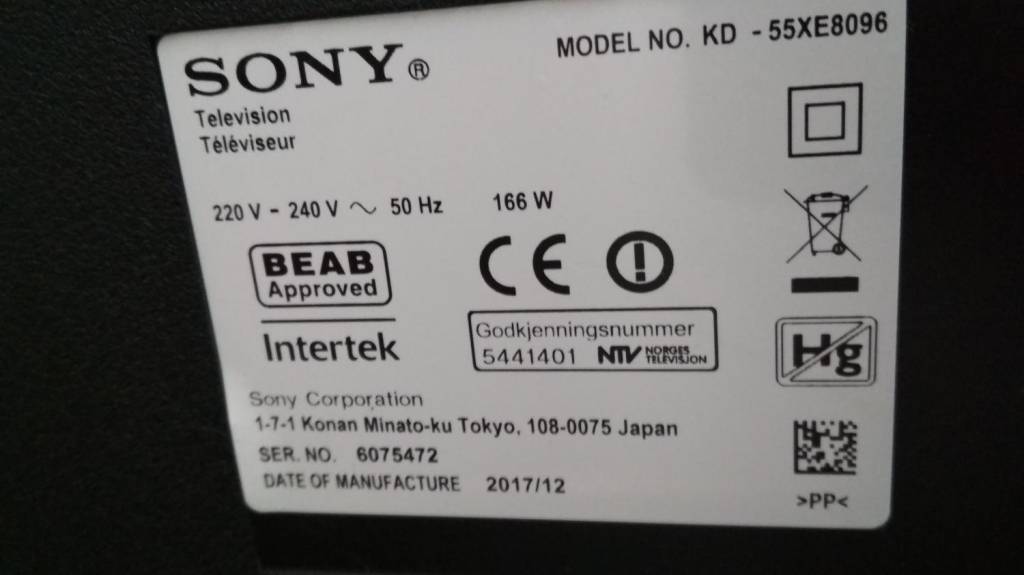 SONY®
MODEL NO. KD - 55XE8096
Television
Téléviseur
220 V - 240 V ~ 50 Hz 166 W
BEAB
Approved
Intertek
CE
Godkjenningsnummer
5441401 NTV NORGES TELEVISJON
Hg
Sony Corporation
1-7-1 Konan Minato-ku Tokyo, 108-0075 Japan
SER. NO. 6075472
DATE OF MANUFACTURE 2017/12
>PP<